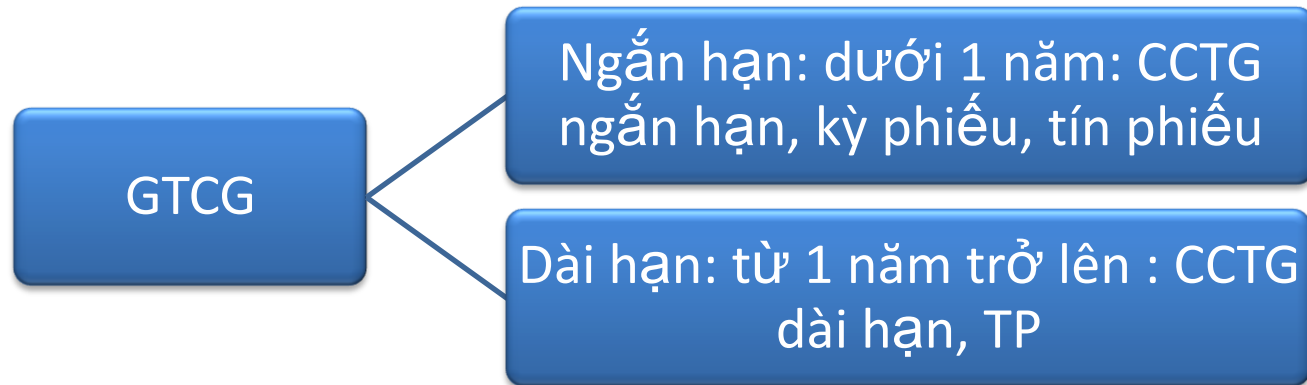 GTCG
Ngắn hạn: dưới 1 năm: CCTG
ngắn hạn, kỳ phiếu, tín phiếu
Dài hạn: từ 1 năm trở lên : CCTG
dài hạn, TP